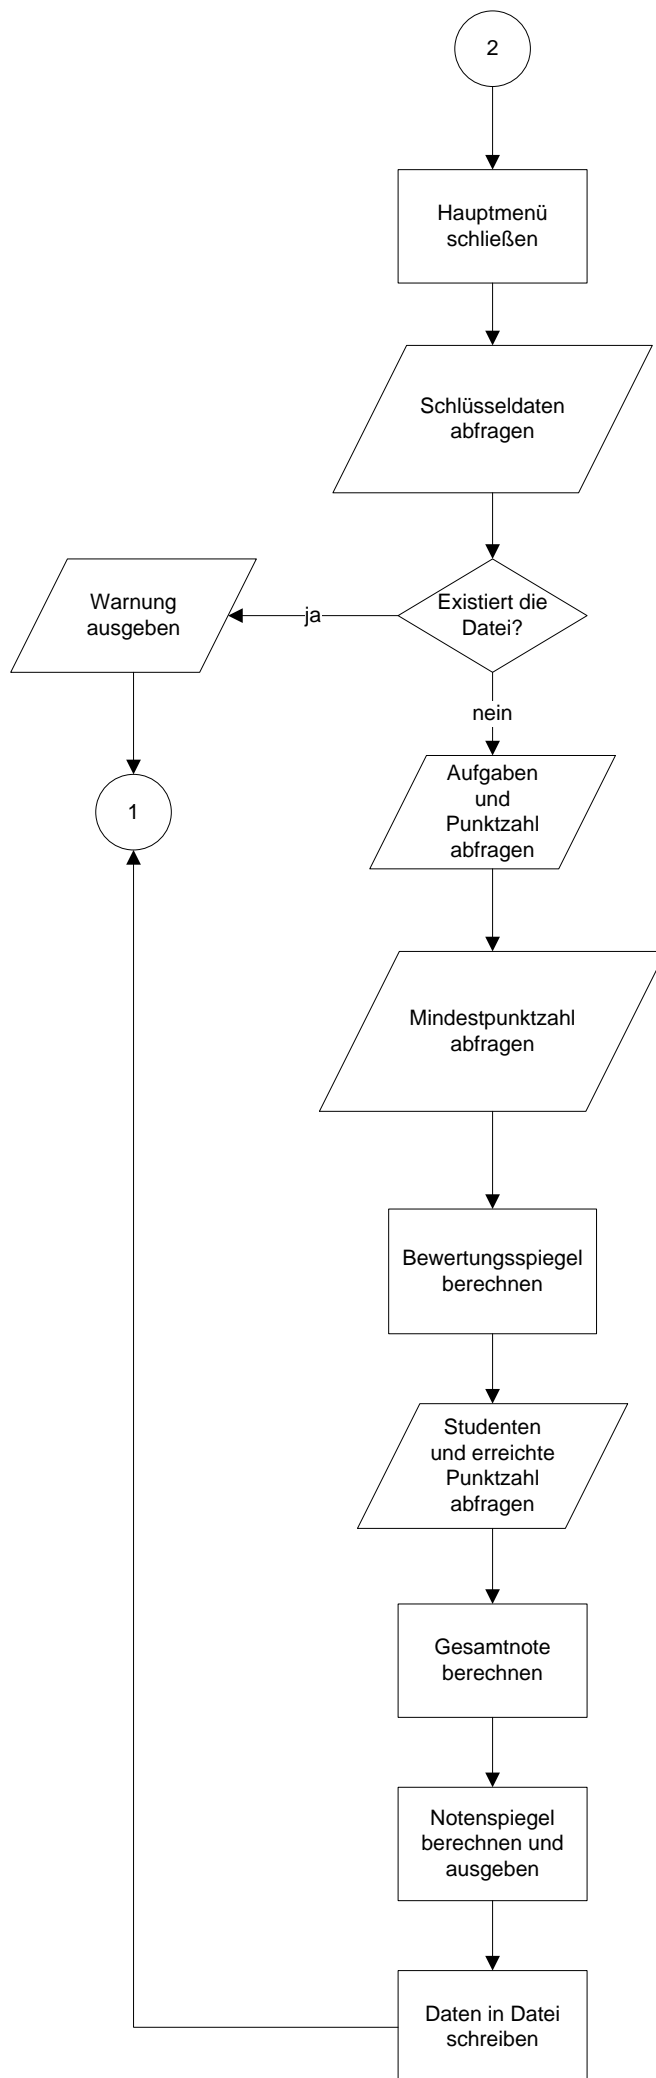 2
Hauptmenü
schließen
Schlüsseldaten
abfragen
Existiert die
Datei?
ja
Warnung
ausgeben
1
nein
Aufgaben
und
Punktzahl
abfragen
Mindestpunktzahl
abfragen
Bewertungsspiegel
berechnen
Studenten
und erreichte
Punktzahl
abfragen
Gesamtnote
berechnen
Notenspiegel
berechnen und
ausgeben
Daten in Datei
schreiben